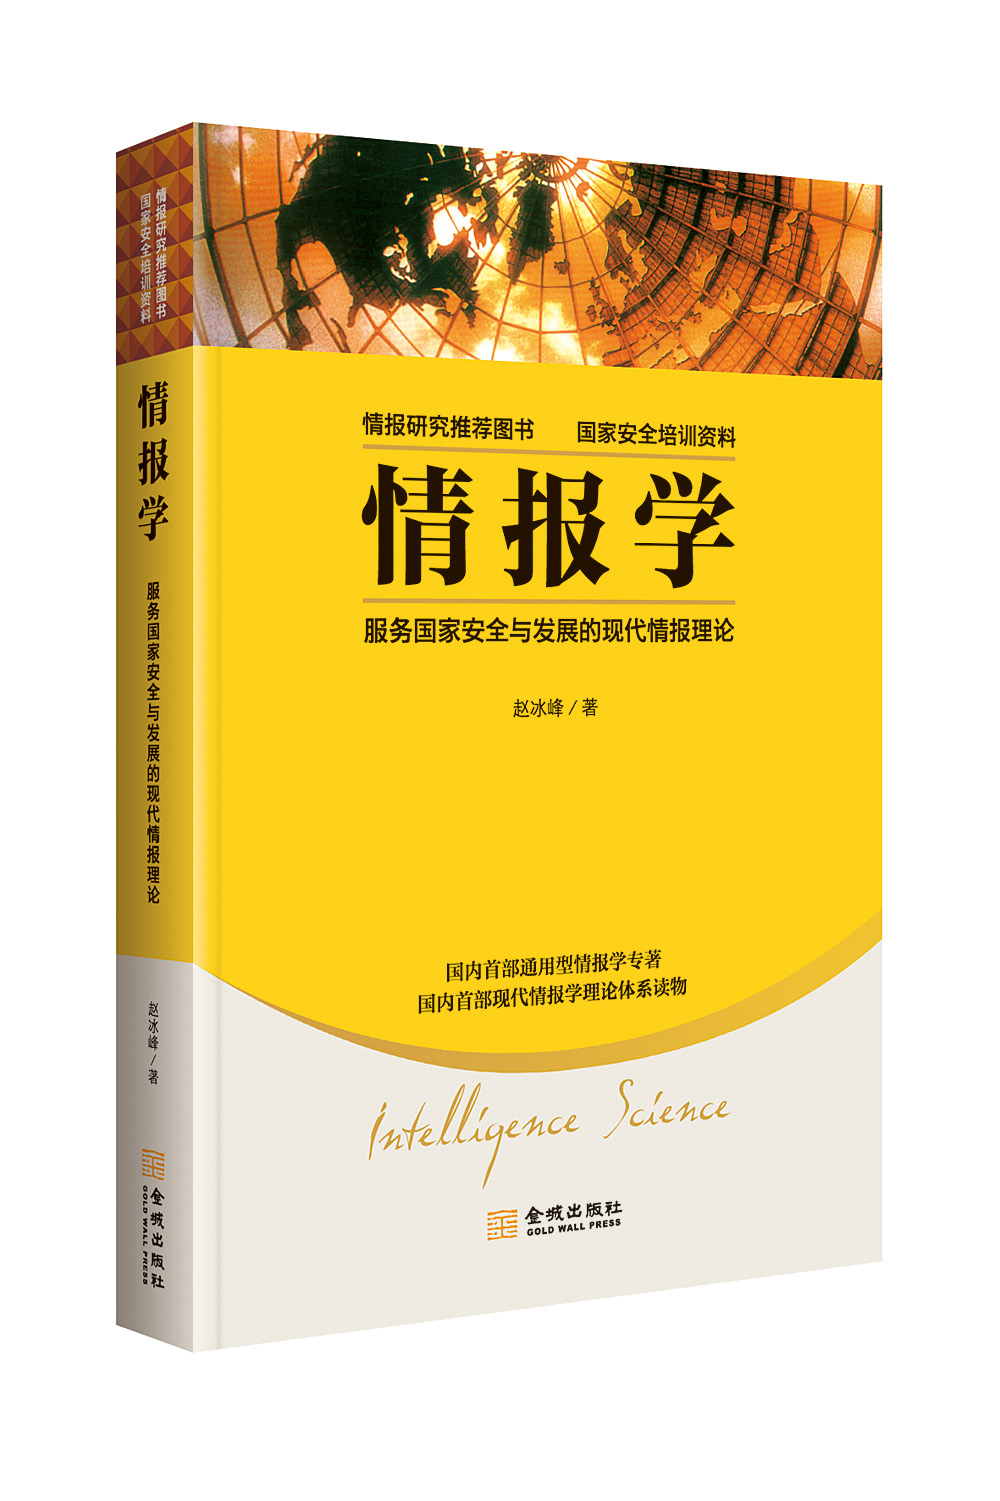 情报研究推荐图书
国家安全培训资料
情报学
服务国家安全与发展的现代情报理论
赵冰峰/著
金城出版社
GOLD WALL PRESS
情报研究推荐图书 国家安全培训资料
情报学
服务国家安全与发展的现代情报理论
赵冰峰/著
国内首部通用型情报学专著
国内首部现代情报学理论体系读物
Intelligence Science
金城出版社
GOLD WALL PRESS